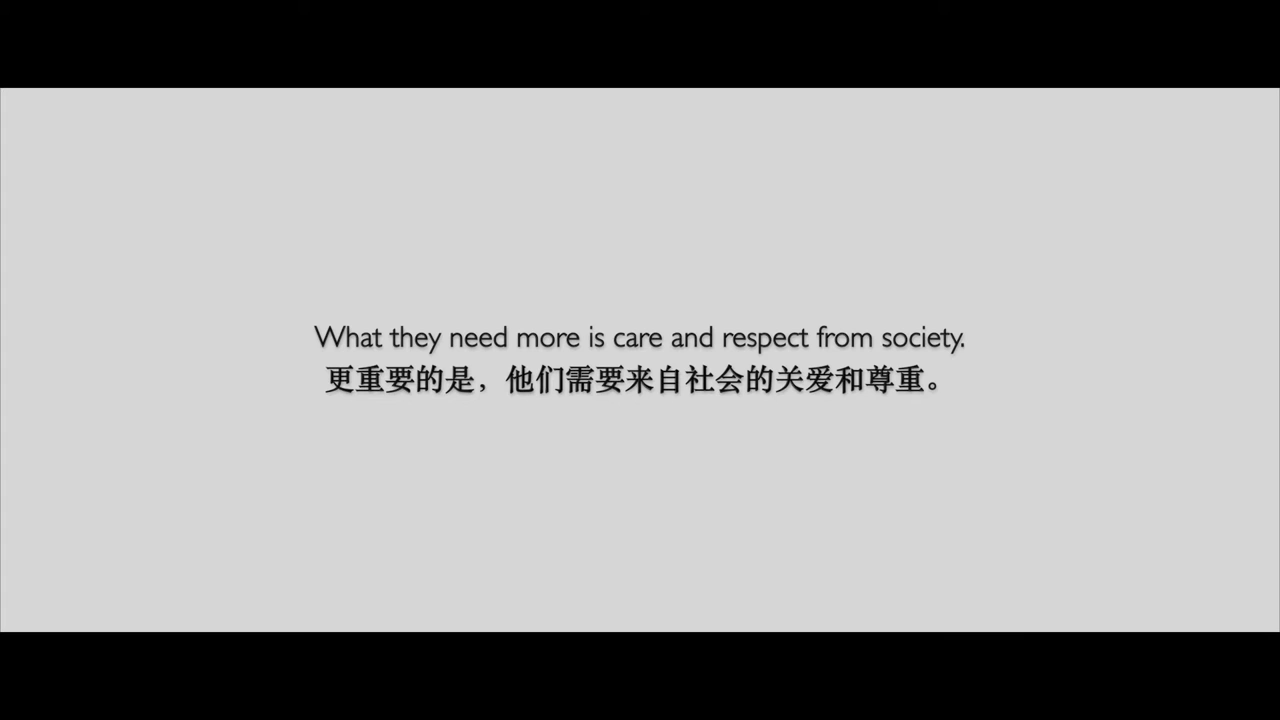 What they need more is care and respect from society.
更重要的是，他们需要来自社会的关爱和尊重。